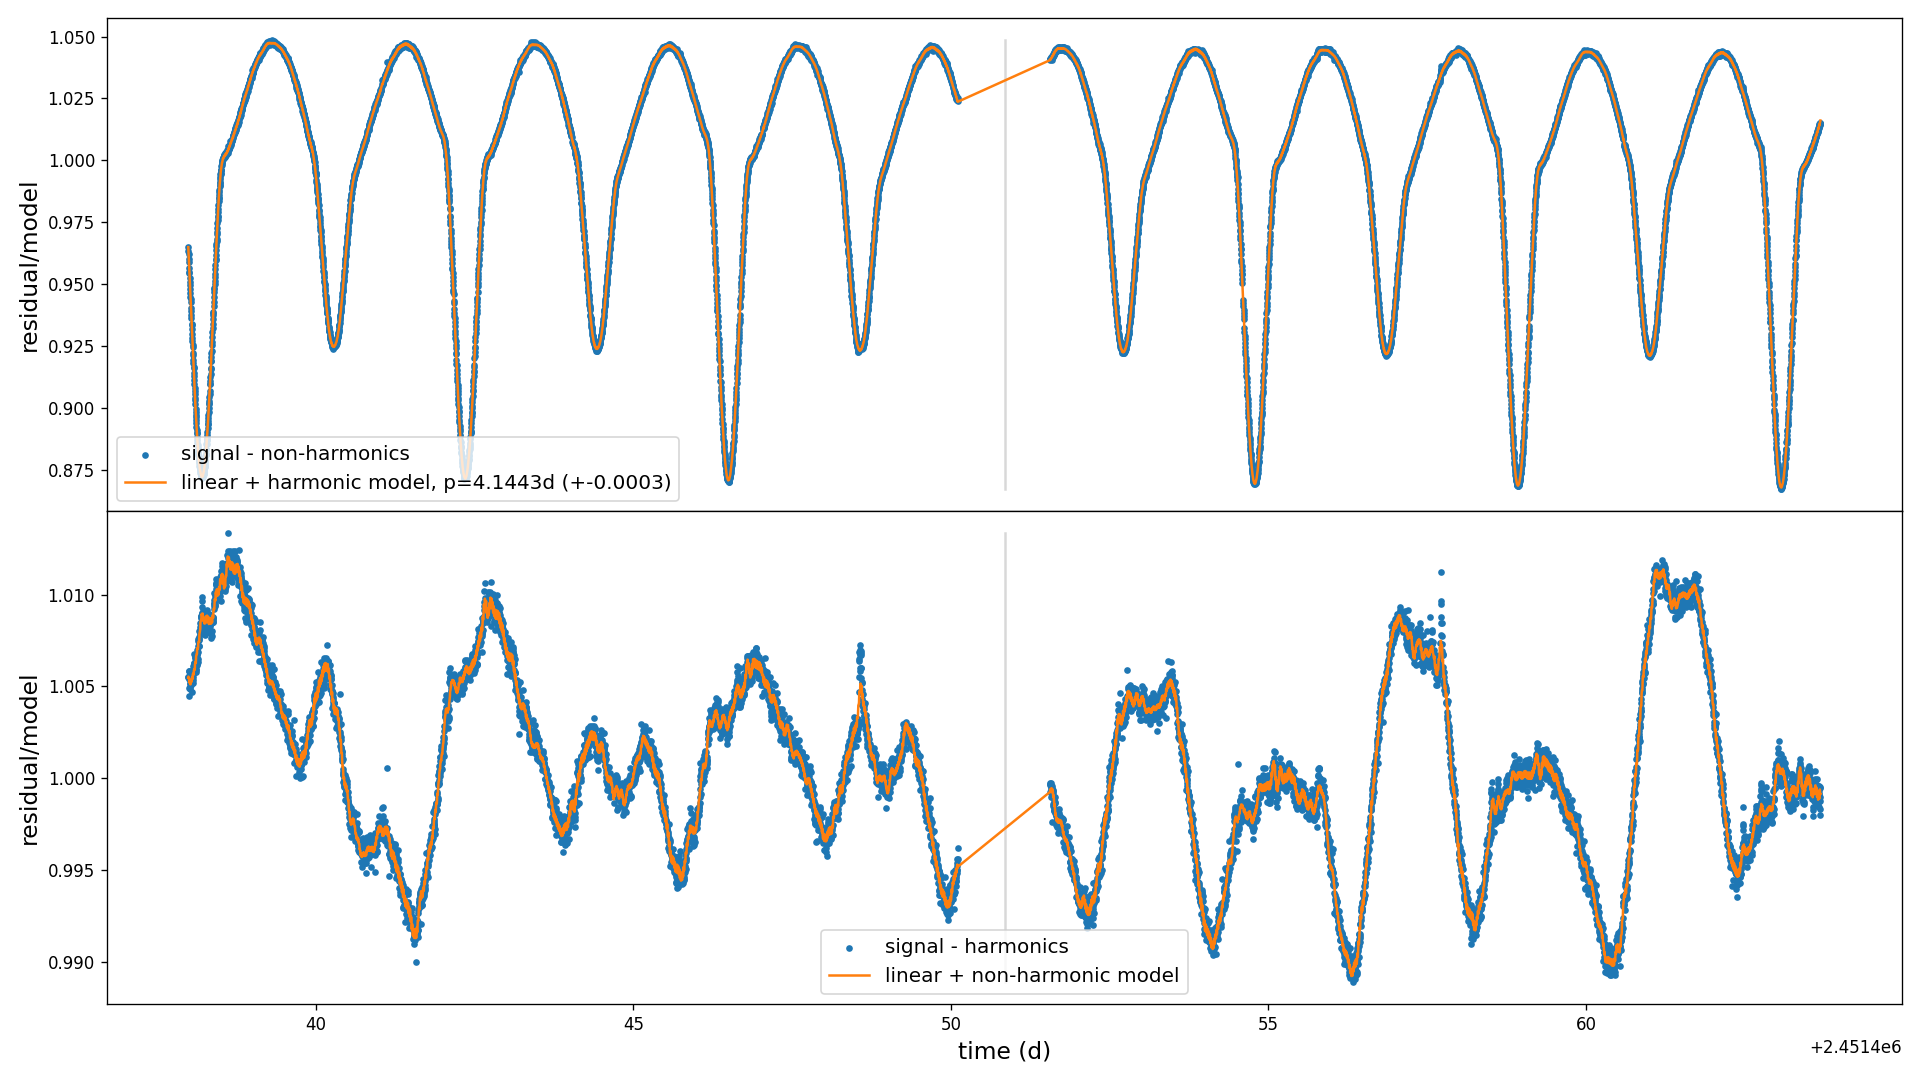 1.050
1.025
1.000
0.975
0.950
0.925
0.900
0.875
residual/model
signal - non-harmonics
linear + harmonic model, p=4.1443d (+-0.0003)
1.010
1.005
1.000
0.995
0.990
residual/model
signal - harmonics
linear + non-harmonic model
40 45 50 55 60
time (d)
+2.4514e6